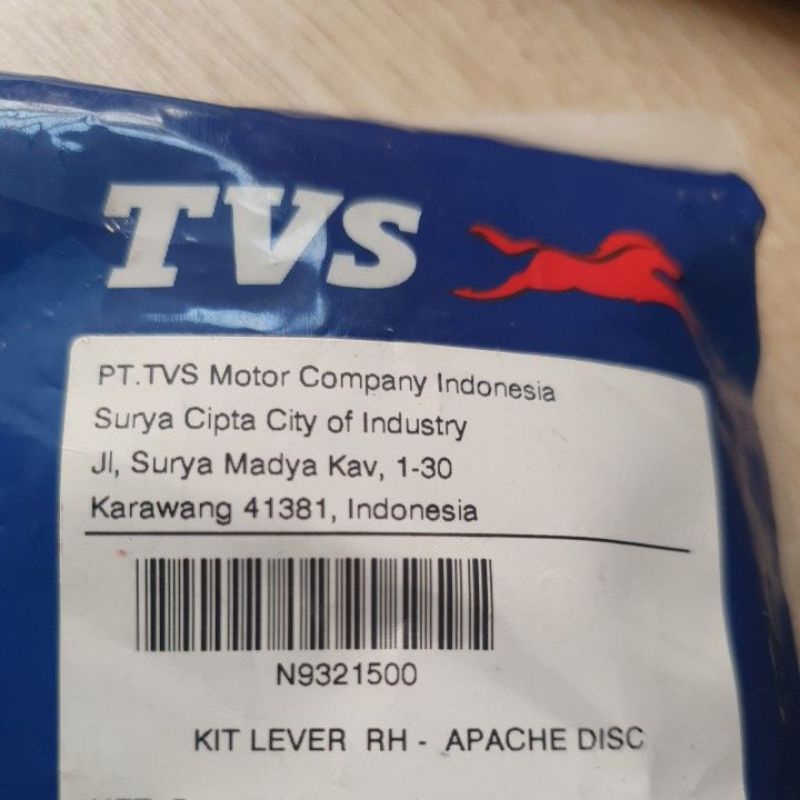 TVS
PT.TVS Motor Company Indonesia
Surya Cipta City of Industry
Jl, Surya Madya Kav, 1-30
Karawang 41381, Indonesia
N9321500
KIT LEVER RH - APACHE DISC